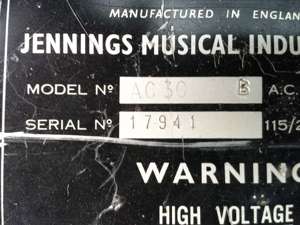 MANUFACTURED IN ENGLAND
JENNINGS MUSICAL INDU
MODEL Nº AC30 B A.C.
SERIAL Nº 17941 115/2
WARNING
HIGH VOLTAGE